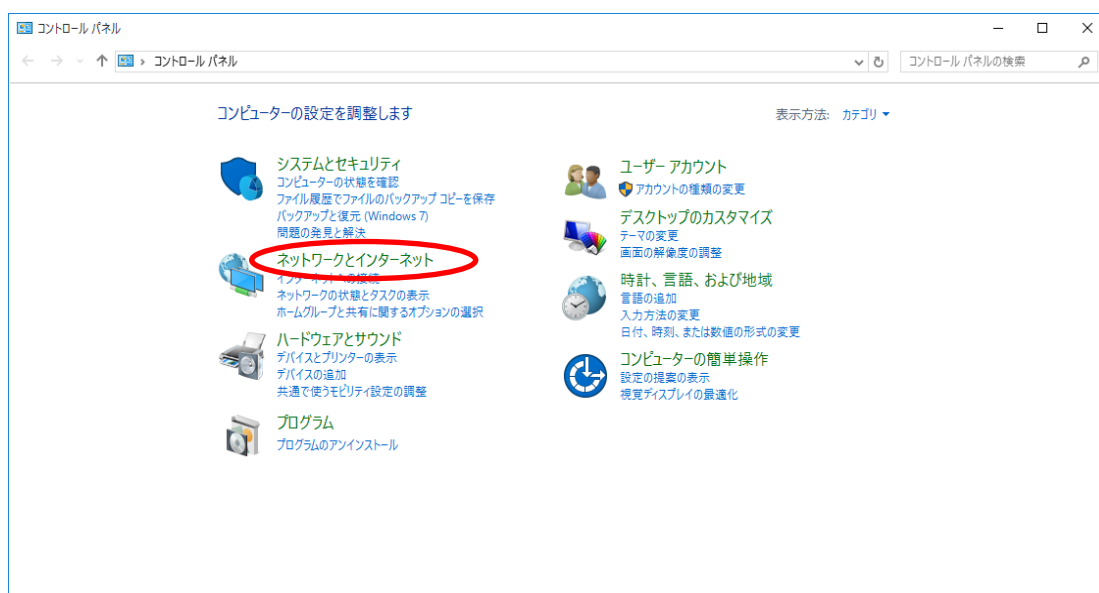 コントロール パネル
コントロール パネル
コントロール パネルの検索
コンピューターの設定を調整します
表示方法: カテゴリ
システムとセキュリティ
コンピューターの状態を確認
ファイル履歴でファイルのバックアップ コピーを保存
バックアップと復元 (Windows 7)
問題の発見と解決
ネットワークとインターネット
インターネットへの接続
ネットワークの状態とタスクの表示
ホームグループと共有に関するオプションの選択
ハードウェアとサウンド
デバイスとプリンターの表示
デバイスの追加
共通で使うモビリティ設定の調整
プログラム
プログラムのアンインストール
ユーザー アカウント
アカウントの種類の変更
デスクトップのカスタマイズ
テーマの変更
画面の解像度の調整
時計、言語、および地域
言語の追加
入力方法の変更
日付、時刻、または数値の形式の変更
コンピューターの簡単操作
設定の提案の表示
視覚ディスプレイの最適化